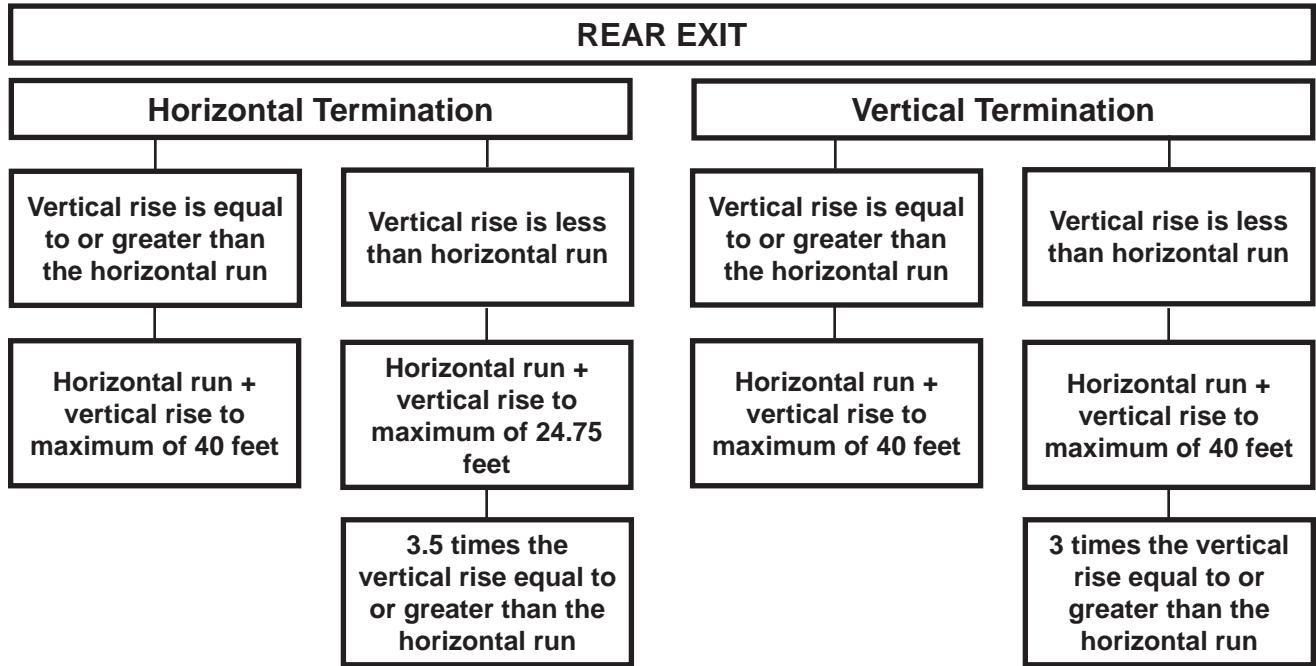 REAR EXIT
Horizontal Termination
Vertical rise is equal
to or greater than
the horizontal run
Horizontal run +
vertical rise to
maximum of 40 feet
Vertical rise is less
than horizontal run
Horizontal run +
vertical rise to
maximum of 24.75
feet
3.5 times the
vertical rise equal to
or greater than the
horizontal run
Vertical Termination
Vertical rise is equal
to or greater than
the horizontal run
Horizontal run +
vertical rise to
maximum of 40 feet
Vertical rise is less
than horizontal run
Horizontal run +
vertical rise to
maximum of 40 feet
3 times the vertical
rise equal to or
greater than the
horizontal run